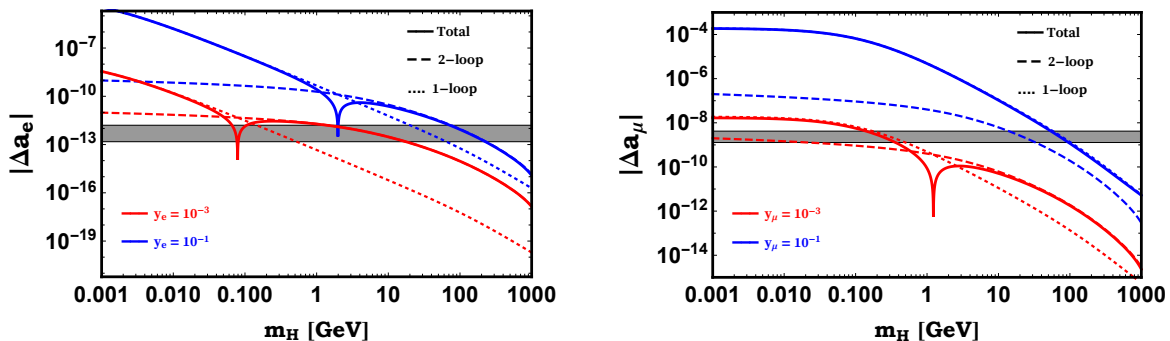 |Δa_e|
10^-7
10^-10
10^-13
10^-16
10^-19
Total
2-loop
1-loop
y_e = 10^-3
y_e = 10^-1
0.001 0.010 0.100 1 10 100 1000
m_H [GeV]
|Δa_μ|
10^-4
10^-6
10^-8
10^-10
10^-12
10^-14
Total
2-loop
1-loop
y_μ = 10^-3
y_μ = 10^-1
0.001 0.010 0.100 1 10 100 1000
m_H [GeV]